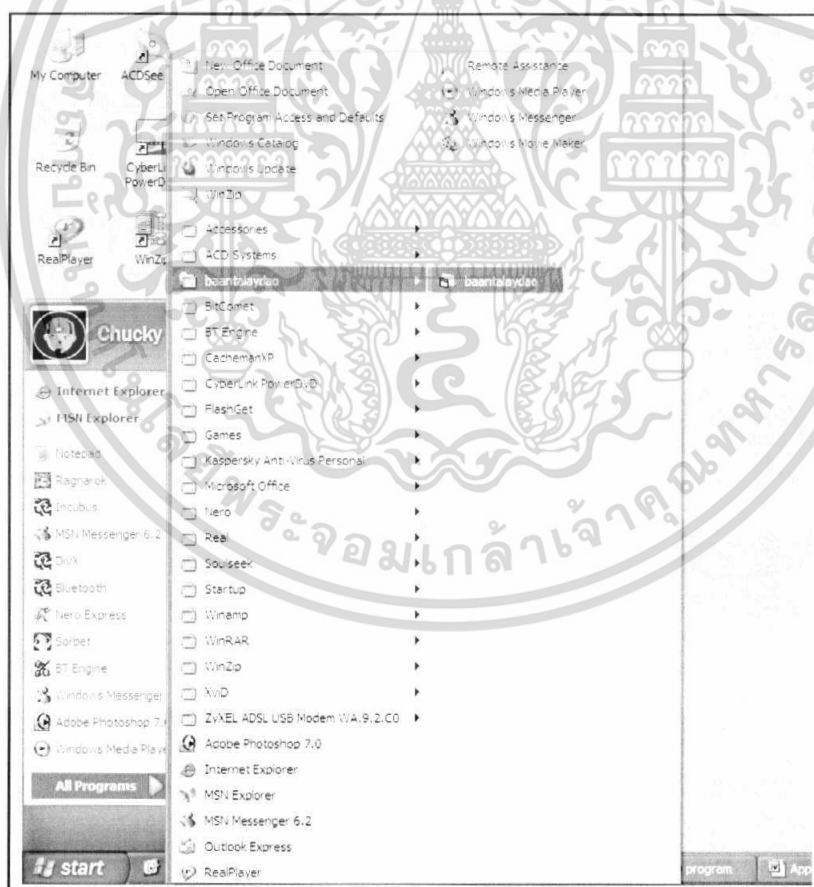 My Computer
ACDSee
Recycle Bin
CyberLi
PowerD
RealPlayer
WinZip
New Office Document
Open Office Document
Set Program Access and Defaults
Windows Catalog
Windows Update
WinZip
Remote Assistance
Windows Media Player
Windows Messenger
Windows Movie Maker
Accessories
ACD Systems
baantalaydao
baantalaydao
BitComet
BT Engine
CachemanXP
CyberLink PowerDVD
FlashGet
Games
Kaspersky Anti-Virus Personal
Microsoft Office
Nero
Real
Soulseek
Startup
Winamp
WinRAR
WinZip
XviD
ZyXEL ADSL USB Modem WA.9.2.C0
Adobe Photoshop 7.0
Internet Explorer
MSN Explorer
MSN Messenger 6.2
Outlook Express
RealPlayer
Chucky
Internet Explorer
MSN Explorer
Notepad
Ragnarok
Incubus
MSN Messenger 6.2
DivX
Bluetooth
Nero Express
Sorbet
BT Engine
Windows Messenger
Adobe Photoshop 7.
Windows Media Playe
All Programs
start
program
App
พระจอมเกล้าเจ้าคุณทหารลา